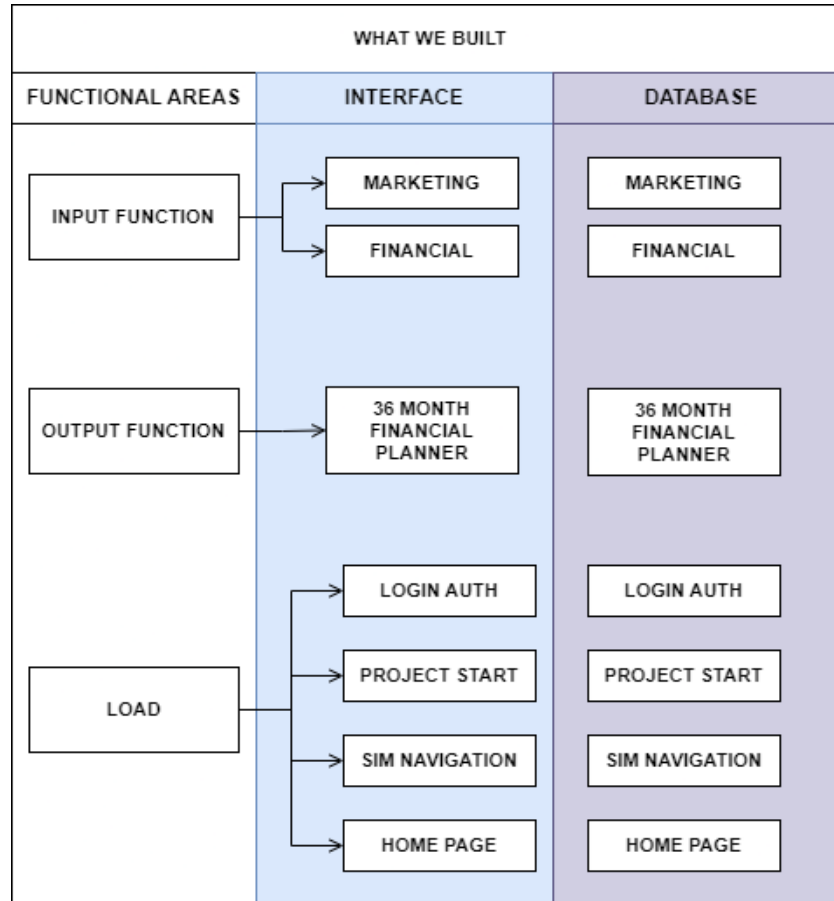 WHAT WE BUILT
FUNCTIONAL AREAS
INTERFACE
DATABASE
INPUT FUNCTION
MARKETING
MARKETING
FINANCIAL
FINANCIAL
OUTPUT FUNCTION
36 MONTH
FINANCIAL
PLANNER
36 MONTH
FINANCIAL
PLANNER
LOAD
LOGIN AUTH
LOGIN AUTH
PROJECT START
PROJECT START
SIM NAVIGATION
SIM NAVIGATION
HOME PAGE
HOME PAGE